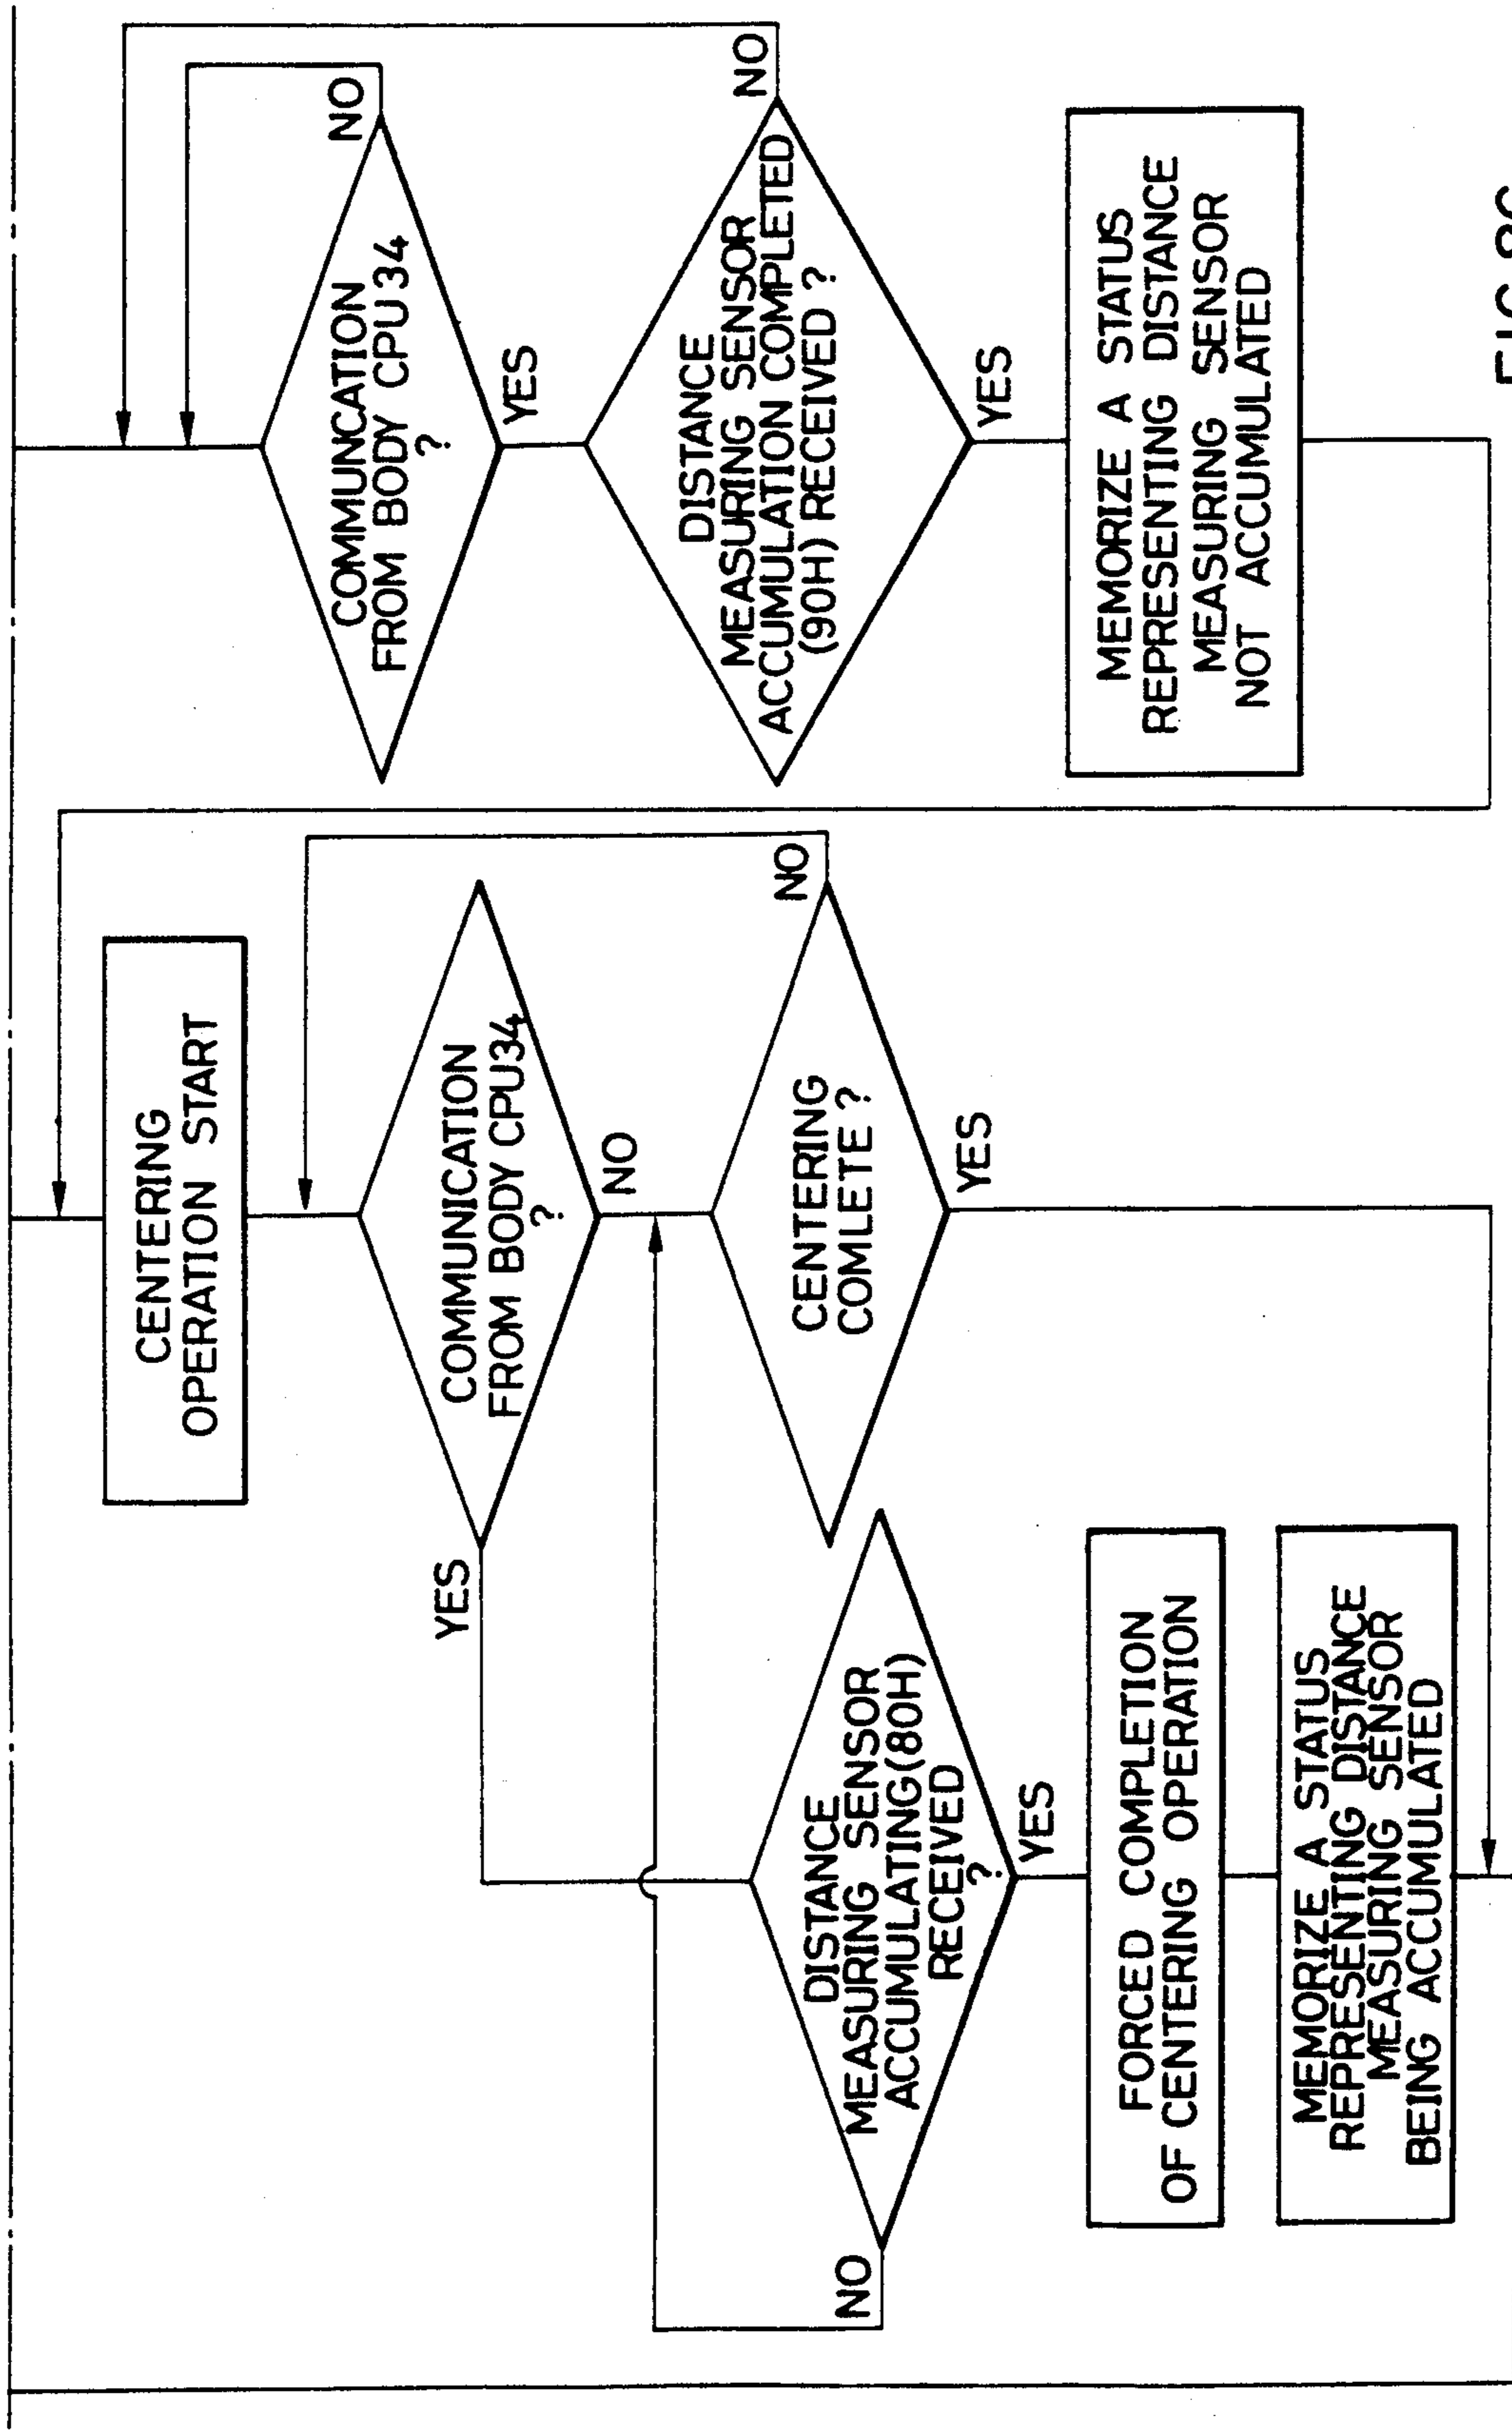 CENTERING
OPERATION START
COMMUNICATION
FROM BODY CPU34
?
YES
NO
CENTERING
COMLETE ?
NO
YES
DISTANCE
MEASURING SENSOR
ACCUMULATING(80H)
RECEIVED
?
NO
YES
FORCED COMPLETION
OF CENTERING OPERATION
MEMORIZE A STATUS
REPRESENTING DISTANCE
MEASURING SENSOR
BEING ACCUMULATED
COMMUNCATION
FROM BODY CPU 34
?
NO
YES
DISTANCE
MEASURING SENSOR
ACCUMULATION COMPLETED
(90H) RECEIVED ?
NO
YES
MEMORIZE A STATUS
REPRESENTING DISTANCE
MEASURING SENSOR
NOT ACCUMULATED